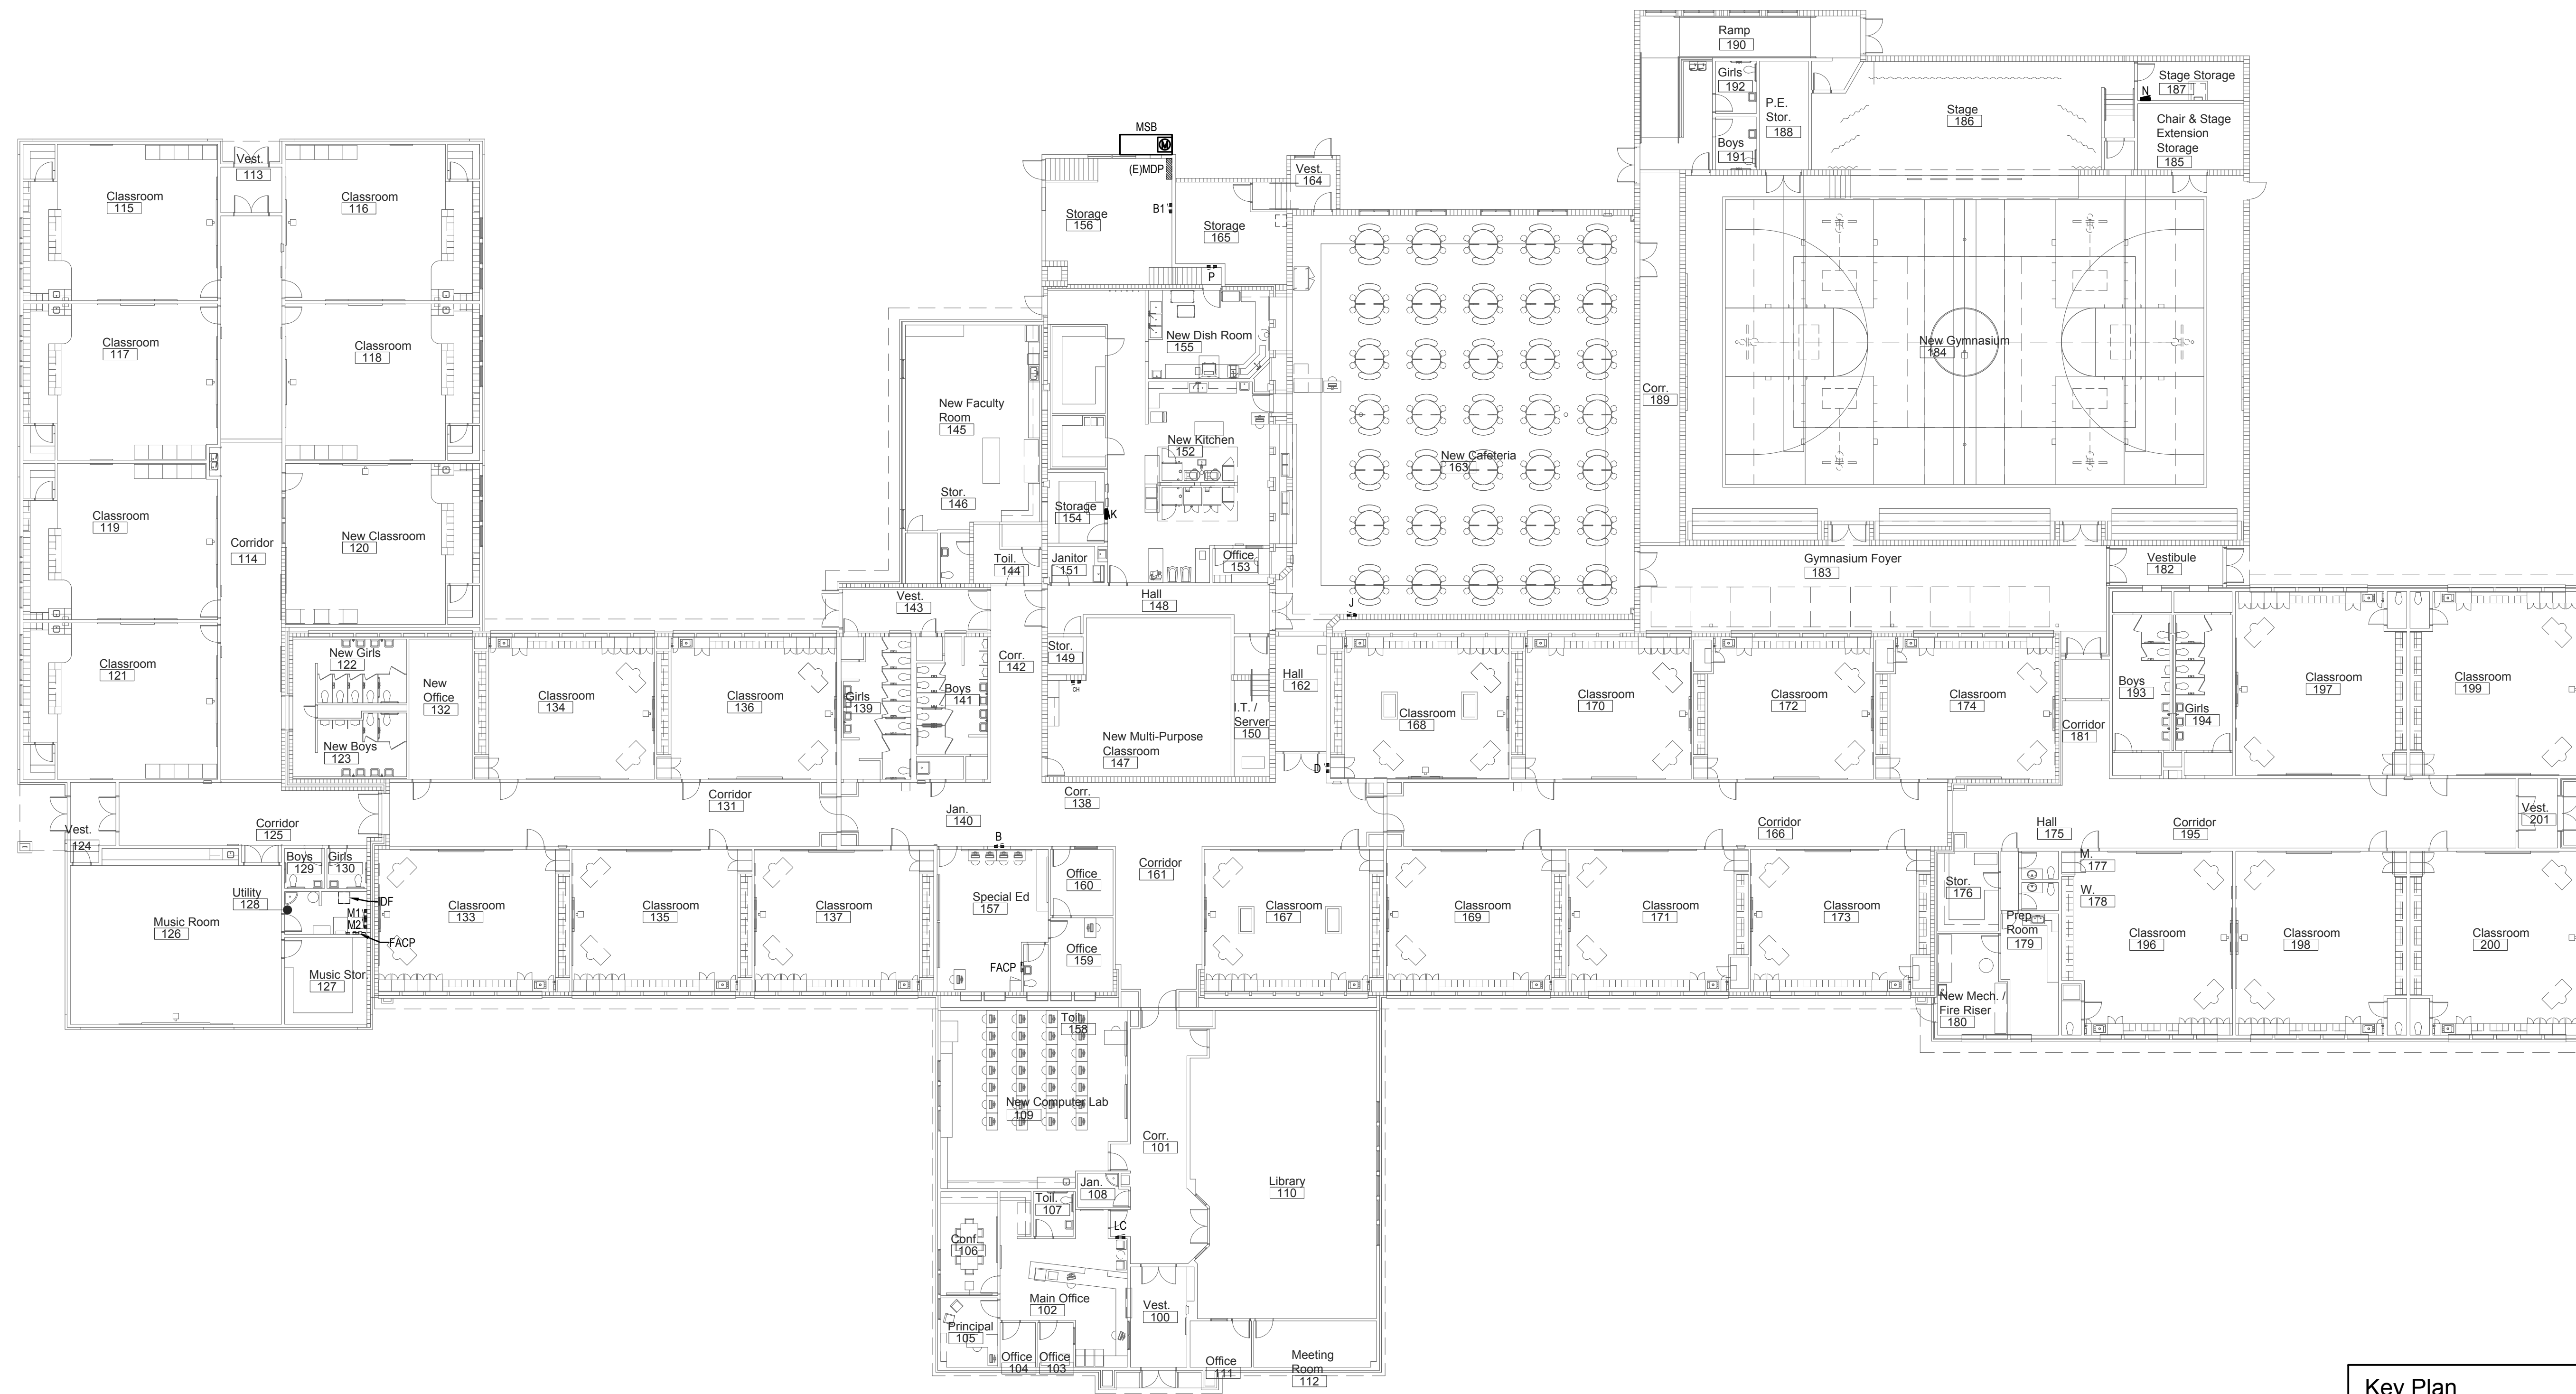 Ramp
190
Girls
192
P.E.
Stor.
188
Boys
191
Stage
186
Stage Storage
187
N
Chair & Stage
Extension
Storage
185
MSB
M
(E)MDP
B1
Storage
156
Storage
165
P
Vest.
164
Vest.
113
Classroom
115
Classroom
116
Classroom
117
Classroom
118
Classroom
119
New Classroom
120
Corridor
114
Classroom
121
New Faculty
Room
145
Stor.
146
Toil.
144
New Dish Room
155
New Kitchen
152
Storage
154
K
Janitor
151
Office
153
New Cafeteria
163
J
Corr.
189
New Gymnasium
184
Gymnasium Foyer
183
Vestibule
182
Vest.
143
Hall
148
New Girls
122
New Boys
123
New
Office
132
Classroom
134
Classroom
136
Girls
139
Boys
141
Corr.
142
Stor.
149
CH
New Multi-Purpose
Classroom
147
I.T. /
Server
150
Hall
162
D
Classroom
168
Classroom
170
Classroom
172
Classroom
174
Corridor
181
Boys
193
Girls
194
Classroom
197
Classroom
199
Vest.
124
Corridor
125
Corridor
131
Jan.
140
Corr.
138
B
Corridor
161
Corridor
166
Hall
175
Corridor
195
Vest.
201
Boys
129
Girls
130
Utility
128
IDF
M1
M2
FACP
Music Room
126
Music Stor.
127
Classroom
133
Classroom
135
Classroom
137
Special Ed
157
FACP
Office
160
Office
159
Classroom
167
Classroom
169
Classroom
171
Classroom
173
Stor.
176
M.
177
W.
178
Prep
Room
179
New Mech. /
Fire Riser
180
Classroom
196
Classroom
198
Classroom
200
Toil.
158
New Computer Lab
109
Corr.
101
Library
110
Jan.
108
Toil.
107
LC
Conf.
106
Main Office
102
Principal
105
Office
104
Office
103
Vest.
100
Office
111
Meeting
Room
112
Key Plan